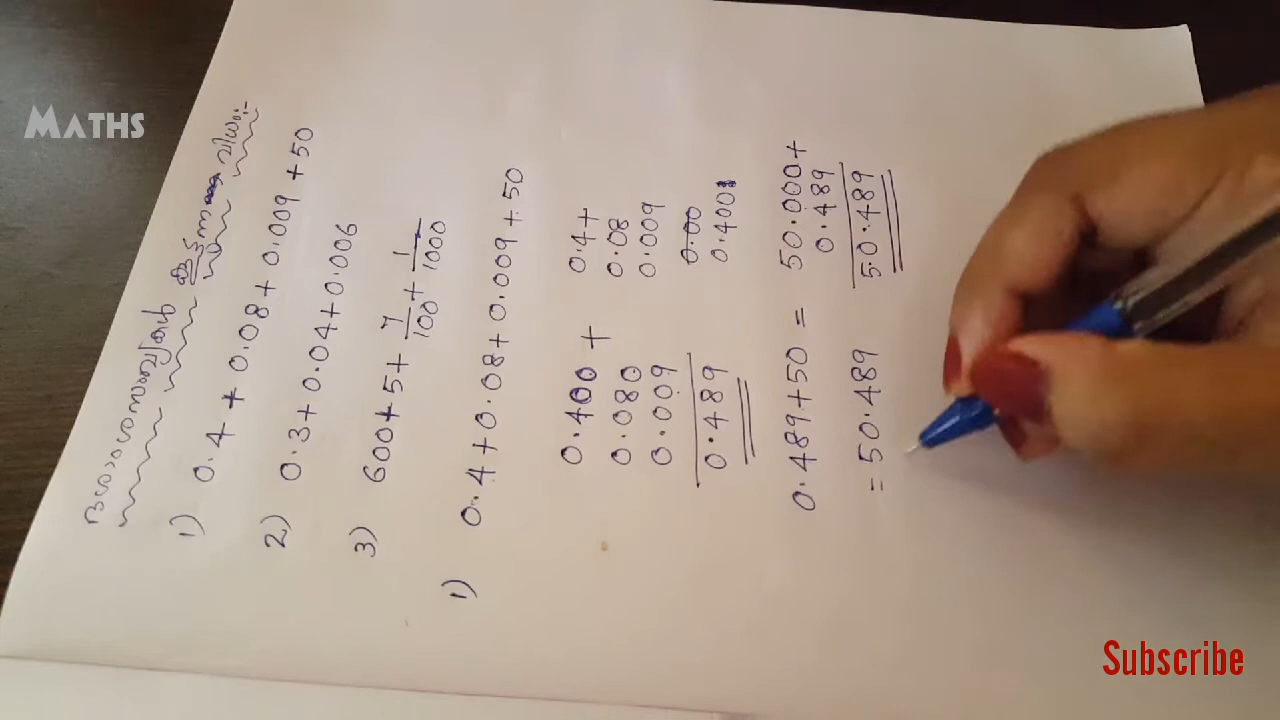 MATHS
ദശാംശസംഖ്യകൾ കൂട്ടുന്ന വിധം:-
1) 0.4 + 0.08 + 0.009 + 50
2) 0.3 + 0.04 + 0.006
3) 600 + 5 + 7/100 + 1/1000
1) 0.4 + 0.08 + 0.009 + 50
0.400 +
0.080
0.009
0.489
0.4 +
0.08
0.009
0.00
0.400
0.489 + 50 = 50.000 +
0.489
50.489
= 50.489
Subscribe